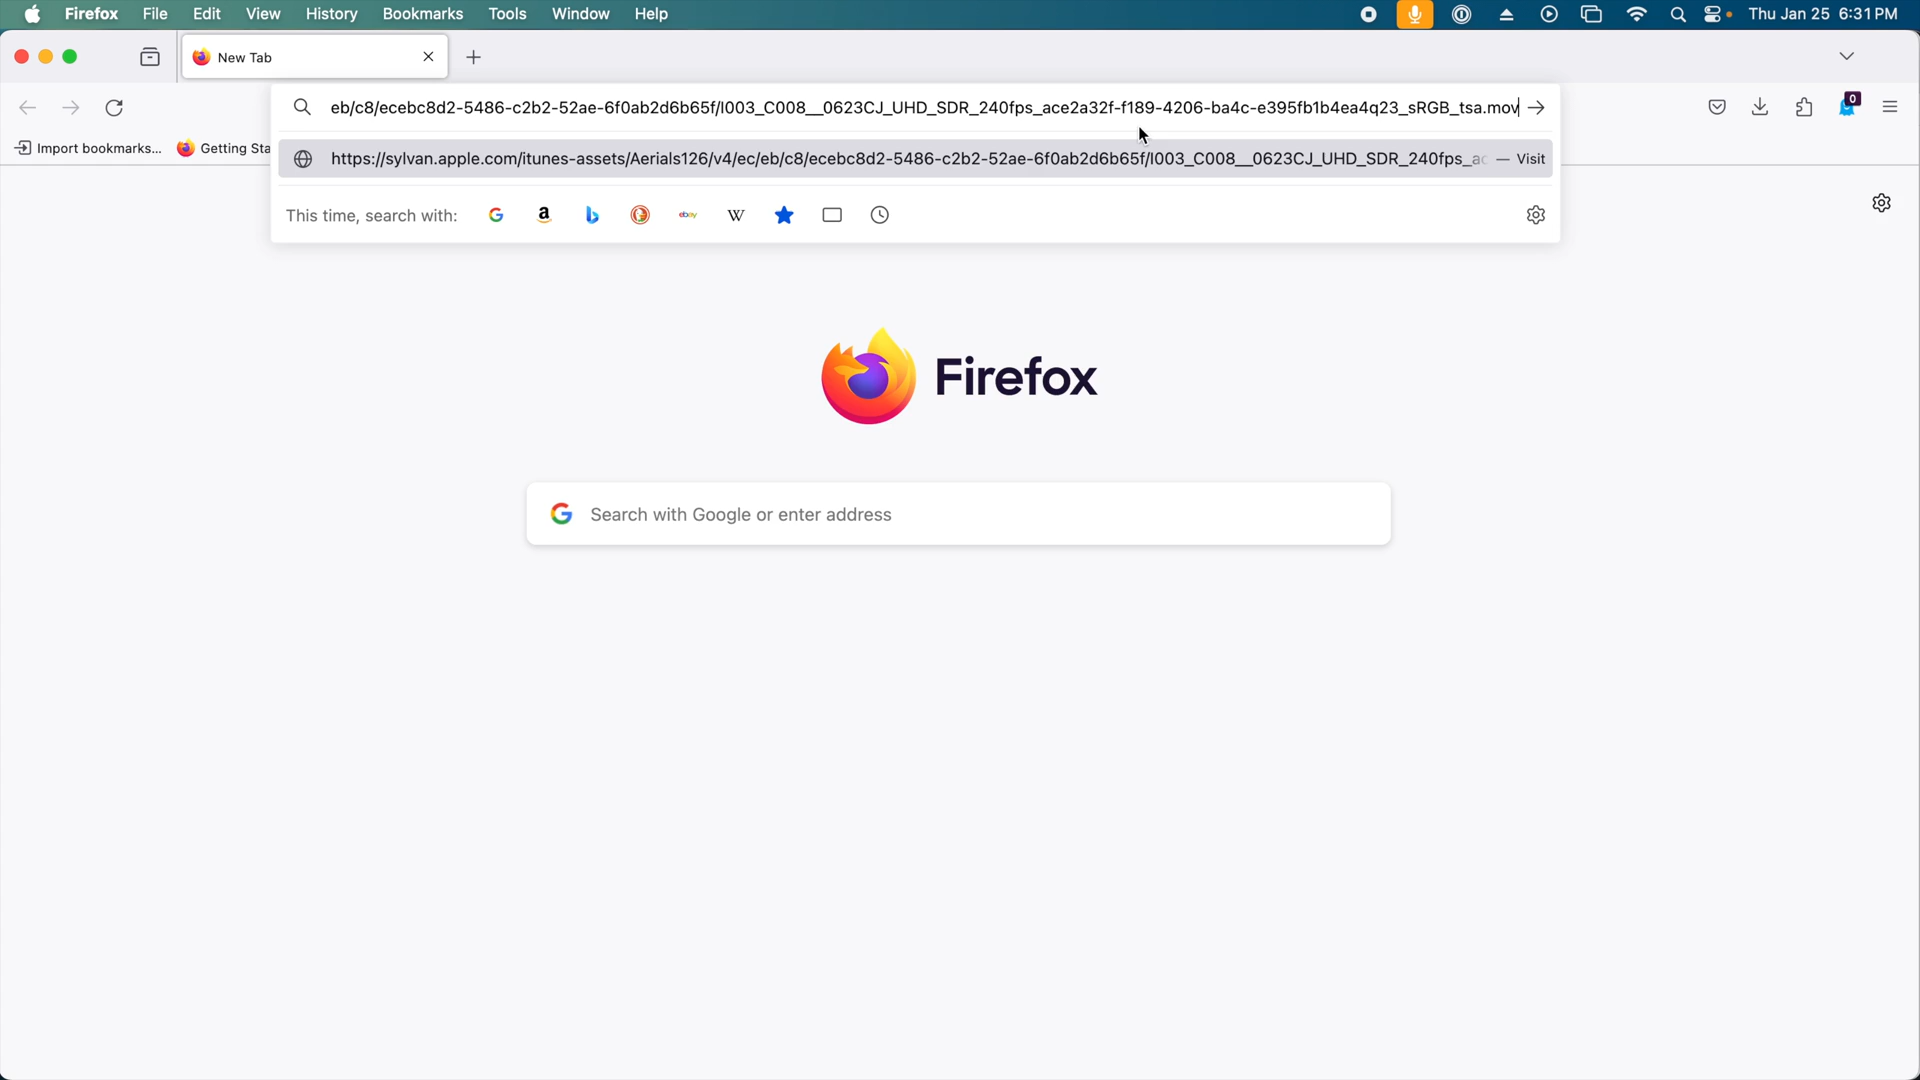 Firefox File Edit View History Bookmarks Tools Window Help Thu Jan 25 6:31 PM
New Tab
eb/c8/ecebc8d2-5486-c2b2-52ae-6f0ab2d6b65f/I003_C008__0623CJ_UHD_SDR_240fps_ace2a32f-f189-4206-ba4c-e395fb1b4ea4q23_sRGB_tsa.mov
0
Import bookmarks... Getting Sta
https://sylvan.apple.com/itunes-assets/Aerials126/v4/ec/eb/c8/ecebc8d2-5486-c2b2-52ae-6f0ab2d6b65f/I003_C008__0623CJ_UHD_SDR_240fps_ac — Visit
This time, search with: G a b ebay W
Firefox
G Search with Google or enter address